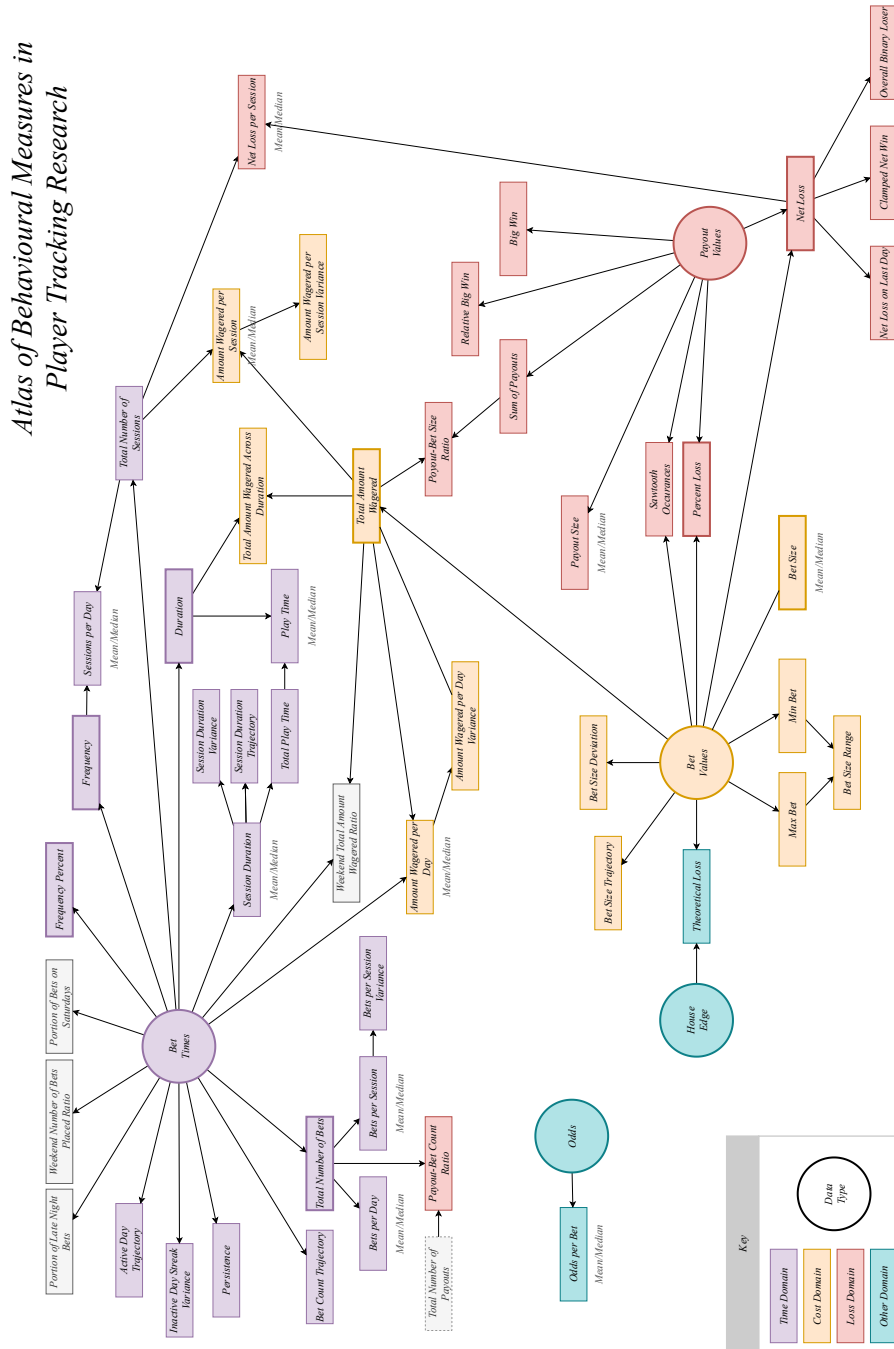 Atlas of Behavioural Measures in
Player Tracking Research
Portion of Late Night
Bets
Weekend Number of Bets
Placed Ratio
Portion of Bets on
Saturdays
Frequency Percent
Frequency
Sessions per Day
Mean/Median
Total Number of
Sessions
Net Loss per Session
Mean/Median
Active Day
Trajectory
Inactive Day Streak
Variance
Persistence
Bet
Times
Duration
Session Duration
Variance
Session Duration
Trajectory
Session Duration
Mean/Median
Total Play Time
Play Time
Mean/Median
Total Amount Wagered Across
Duration
Amount Wagered per
Session
Mean/Median
Amount Wagered per
Session Variance
Bet Count Trajectory
Total Number of Bets
Bets per Day
Mean/Median
Bets per Session
Mean/Median
Bets per Session
Variance
Total Number of
Payouts
Payout-Bet Count
Ratio
Weekend Total Amount
Wagered Ratio
Amount Wagered per
Day
Mean/Median
Amount Wagered per Day
Variance
Total Amount
Wagered
Poyout-Bet Size
Ratio
Sum of Payouts
Relative Big Win
Big Win
Payout Size
Mean/Median
Sawtooth
Occurances
Percent Loss
Payout
Values
Odds per Bet
Mean/Median
Odds
House
Edge
Theoretical Loss
Bet Size Trajectory
Bet Size Deviation
Bet
Values
Bet Size
Mean/Median
Max Bet
Min Bet
Bet Size Range
Net Loss
Net Loss on Last Day
Clamped Net Win
Overall Binary Loser
Key
Time Domain
Cost Domain
Loss Domain
Other Domain
Data
Type